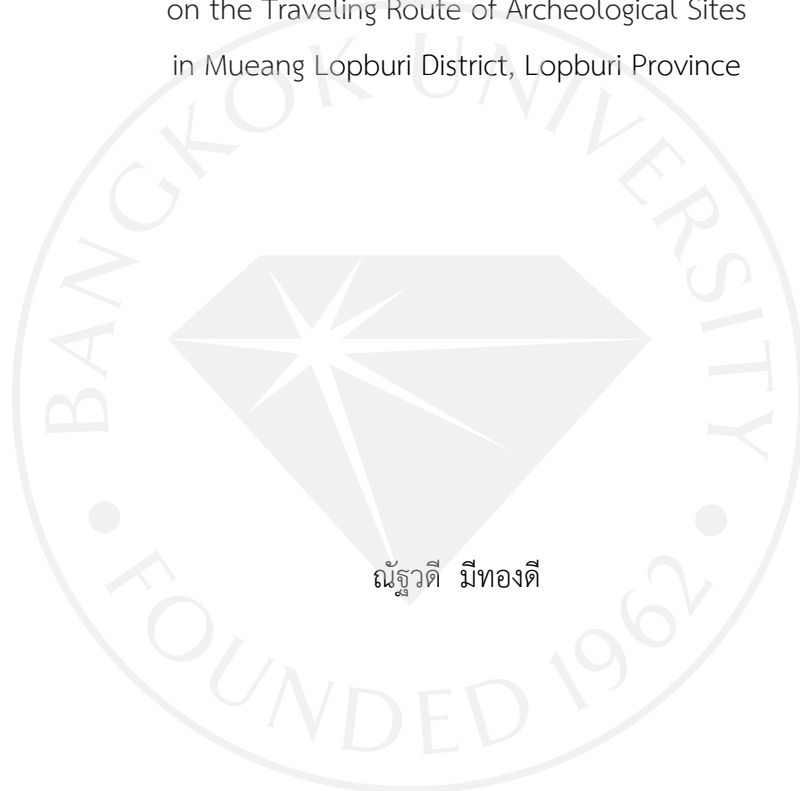 on the Traveling Route of Archeological Sites
in Mueang Lopburi District, Lopburi Province
BANGKOK UNIVERSITY
ณัฐวดี มีทองดี
• FOUNDED 1962 •